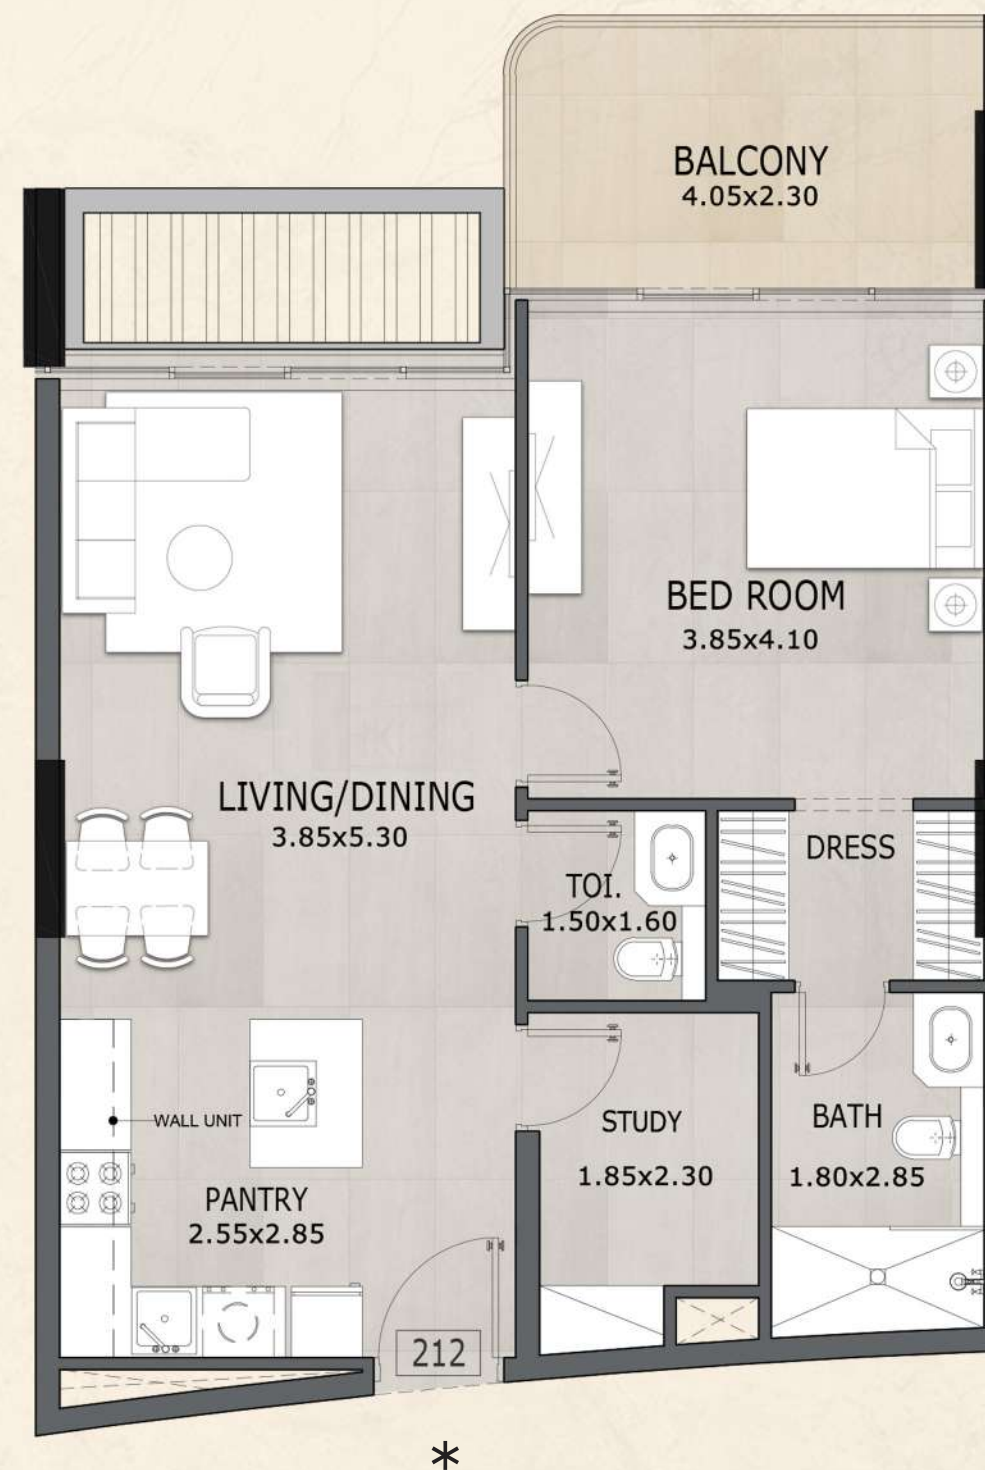 BALCONY
4.05x2.30
BED ROOM
3.85x4.10
LIVING/DINING
3.85x5.30
DRESS
TOI.
1.50x1.60
WALL UNIT
STUDY
1.85x2.30
BATH
1.80x2.85
PANTRY
2.55x2.85
212
*